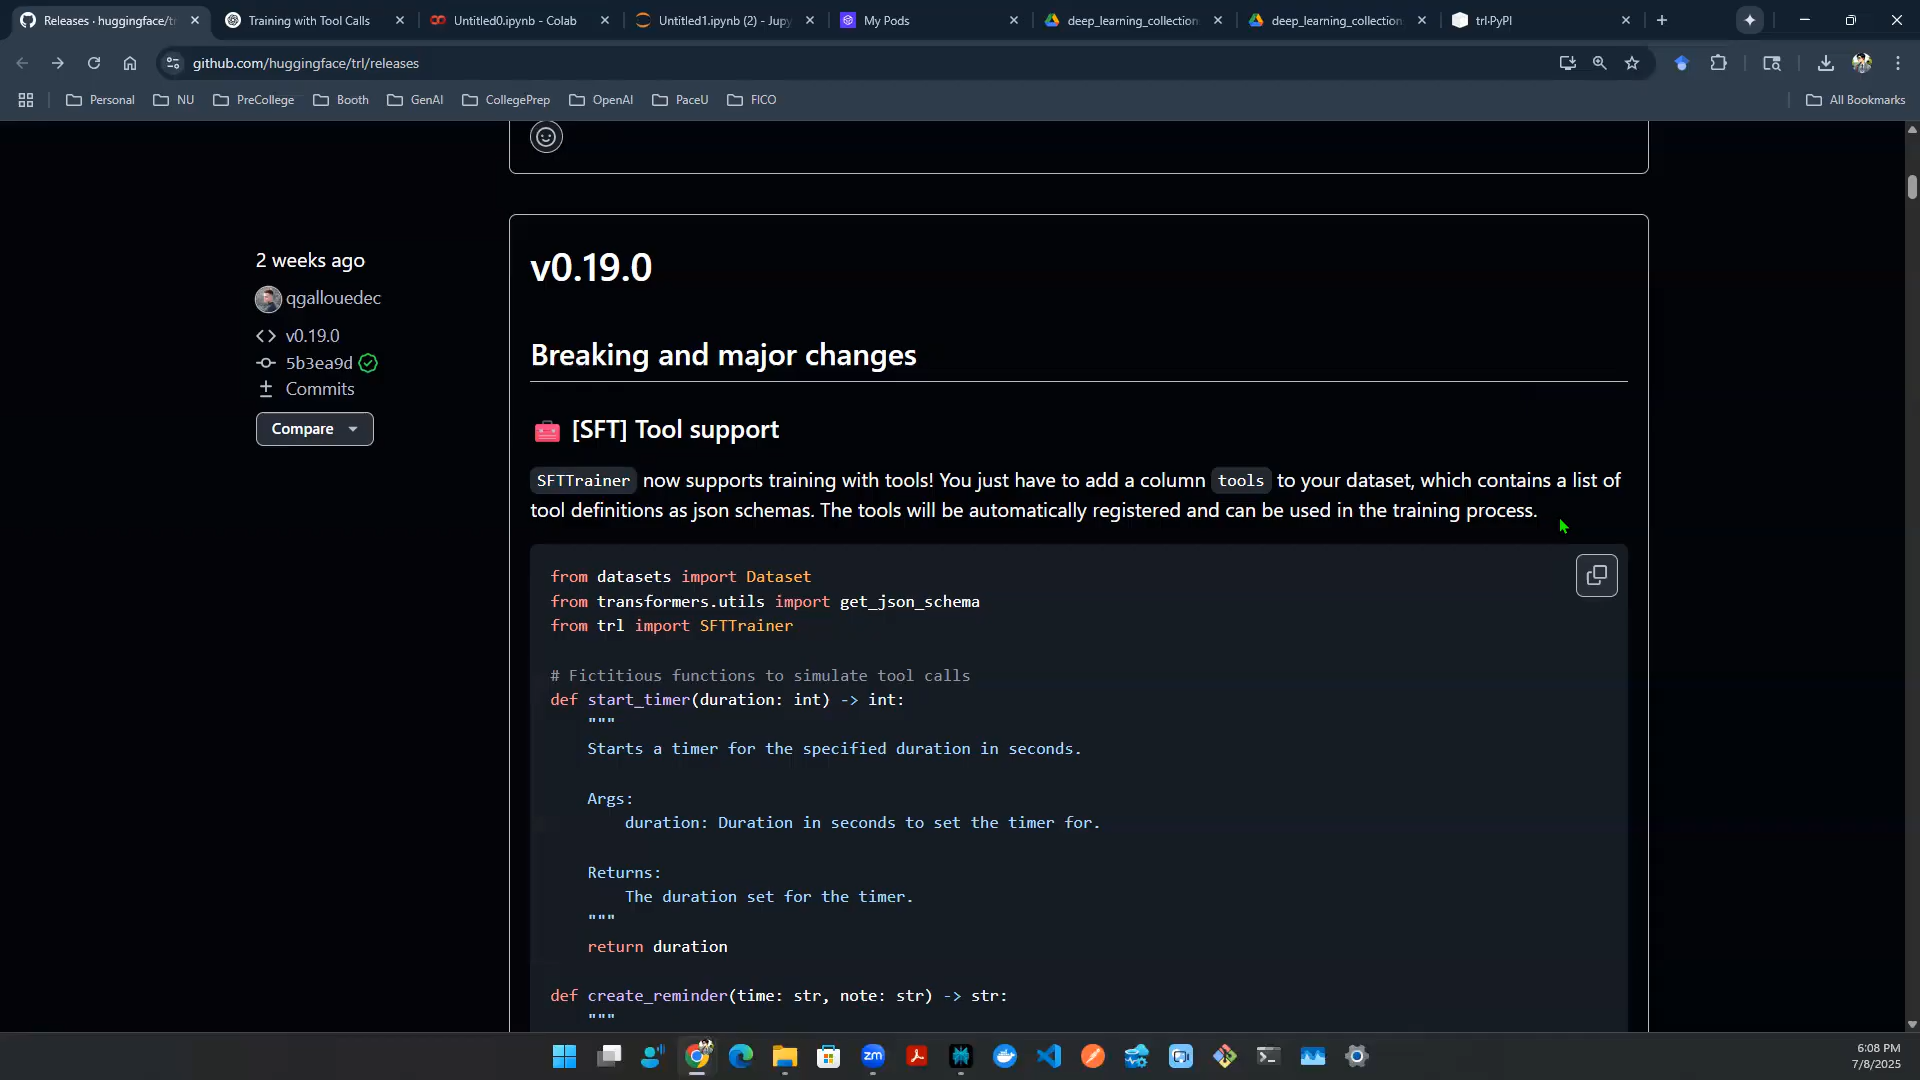 Releases · huggingface/tr
Training with Tool Calls
Untitled0.ipynb - Colab
Untitled1.ipynb (2) - Jup
My Pods
deep_learning_collection
deep_learning_collection
trl·PyPI
github.com/huggingface/trl/releases
Personal
NU
PreCollege
Booth
GenAI
CollegePrep
OpenAI
PaceU
FICO
All Bookmarks
2 weeks ago
qgallouedec
v0.19.0
5b3ea9d
Commits
Compare
v0.19.0
Breaking and major changes
[SFT] Tool support
SFTTrainer now supports training with tools! You just have to add a column tools to your dataset, which contains a list of
tool definitions as json schemas. The tools will be automatically registered and can be used in the training process.
from datasets import Dataset
from transformers.utils import get_json_schema
from trl import SFTTrainer
# Fictitious functions to simulate tool calls
def start_timer(duration: int) -> int:
"""
Starts a timer for the specified duration in seconds.
Args:
duration: Duration in seconds to set the timer for.
Returns:
The duration set for the timer.
"""
return duration
def create_reminder(time: str, note: str) -> str:
"""
zm
6:08 PM
7/8/2025